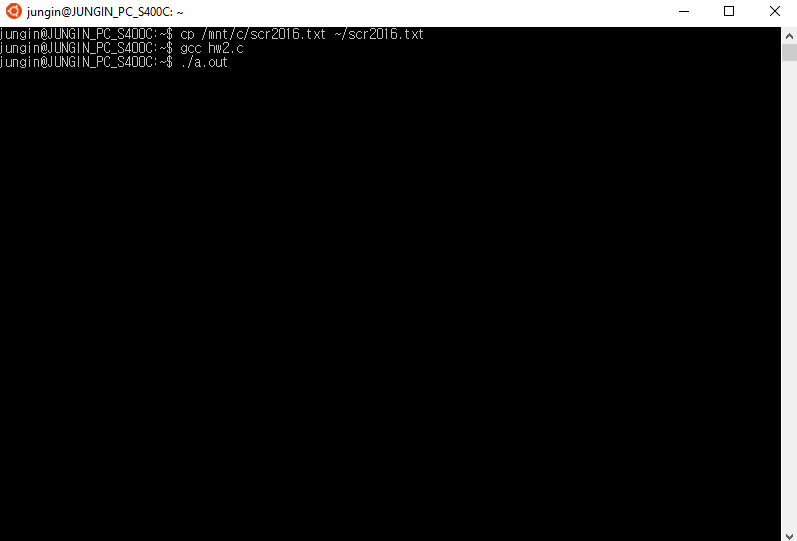 jungin@JUNGIN_PC_S400C: ~
jungin@JUNGIN_PC_S400C:~$ cp /mnt/c/scr2016.txt ~/scr2016.txt
jungin@JUNGIN_PC_S400C:~$ gcc hw2.c
jungin@JUNGIN_PC_S400C:~$ ./a.out